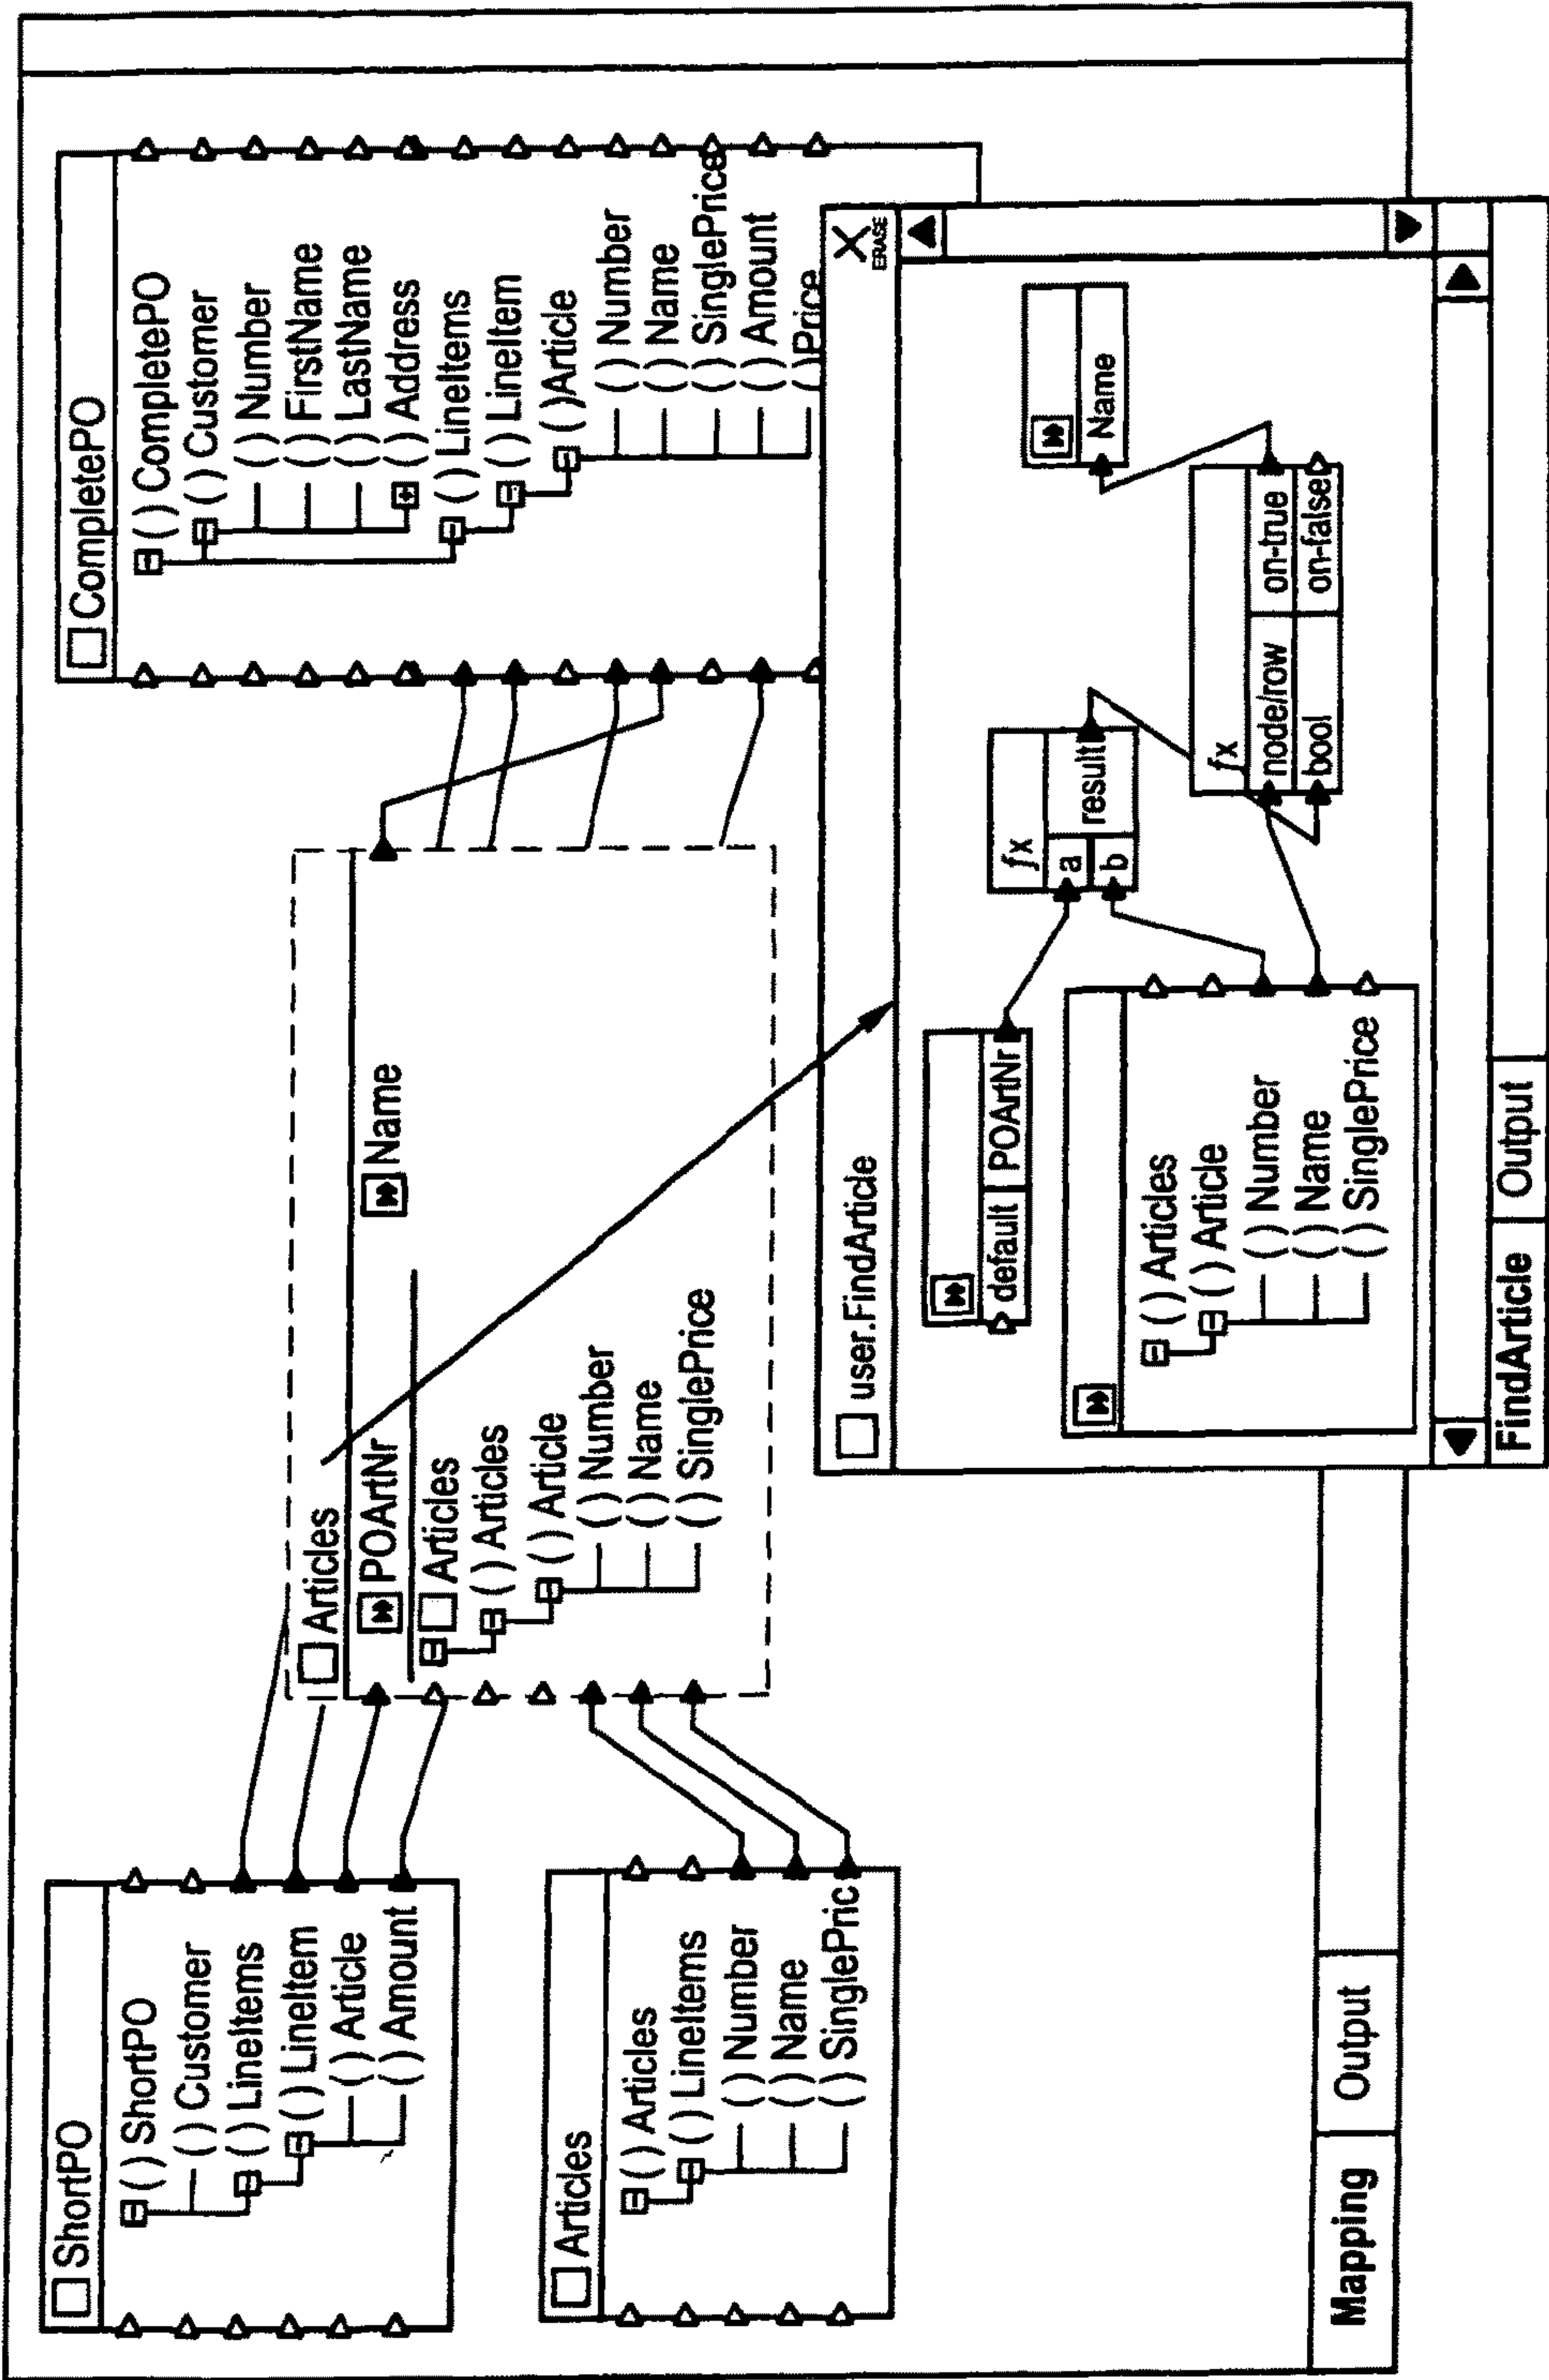 ShortPO
( ) ShortPO
( ) Customer
( ) LineItems
( ) LineItem
( ) Article
( ) Amount
Articles
( ) Articles
( ) LineItems
( ) Number
( ) Name
( ) SinglePric
Articles
POArtNr
Name
Articles
( ) Articles
( ) Article
( ) Number
( ) Name
( ) SinglePrice
CompletePO
( ) CompletePO
( ) Customer
( ) Number
( ) FirstName
( ) LastName
( ) Address
( ) LineItems
( ) LineItem
( )Article
( ) Number
( ) Name
( ) SinglePrice
( ) Amount
( )Price
user.FindArticle
ERASE
default POArtNr
( ) Articles
( ) Article
( ) Number
( ) Name
( ) SinglePrice
fx
a result
b
fx
node/row on-true
bool on-false
Name
FindArticle Output
Mapping Output